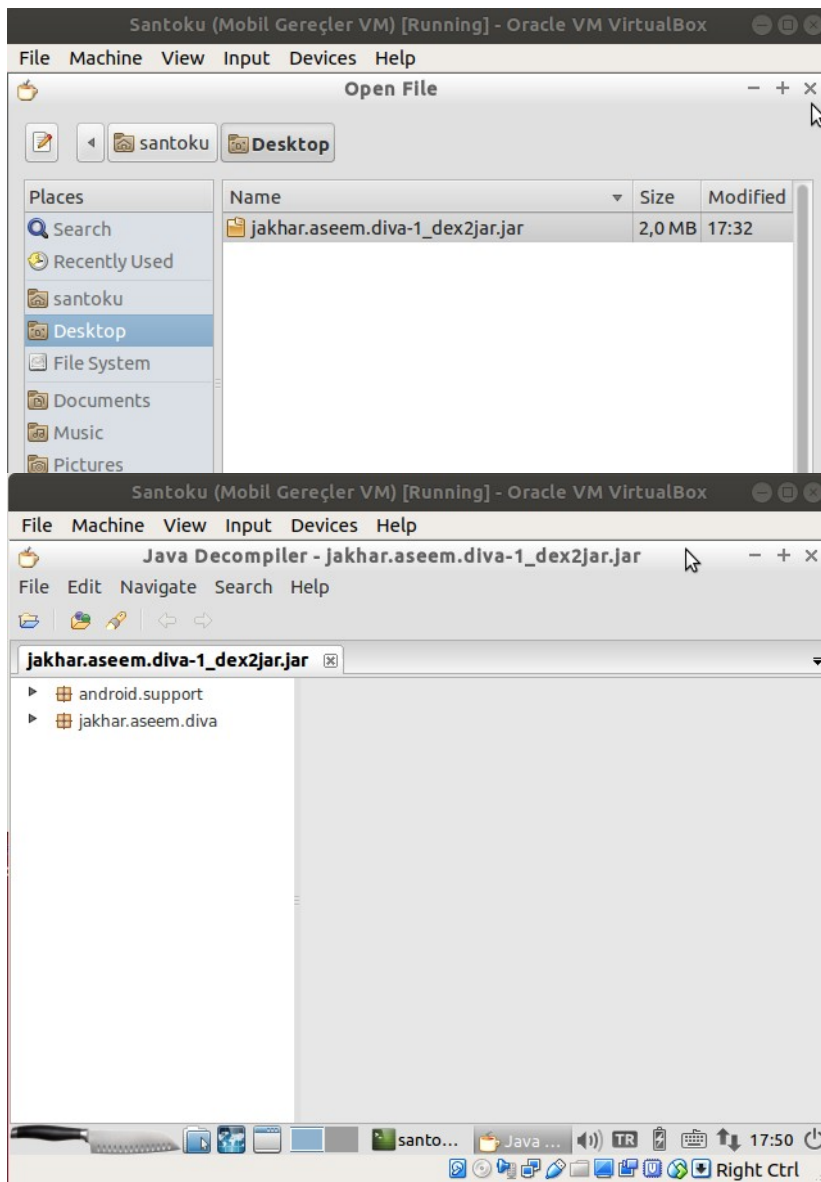 Santoku (Mobil Gereçler VM) [Running] - Oracle VM VirtualBox
File Machine View Input Devices Help
Open File
santoku Desktop
Places Name Size Modified
Search jakhar.aseem.diva-1_dex2jar.jar 2,0 MB 17:32
Recently Used
santoku
Desktop
File System
Documents
Music
Pictures
Santoku (Mobil Gereçler VM) [Running] - Oracle VM VirtualBox
File Machine View Input Devices Help
Java Decompiler - jakhar.aseem.diva-1_dex2jar.jar
File Edit Navigate Search Help
jakhar.aseem.diva-1_dex2jar.jar
android.support
jakhar.aseem.diva
santo... Java ... TR 17:50
Right Ctrl